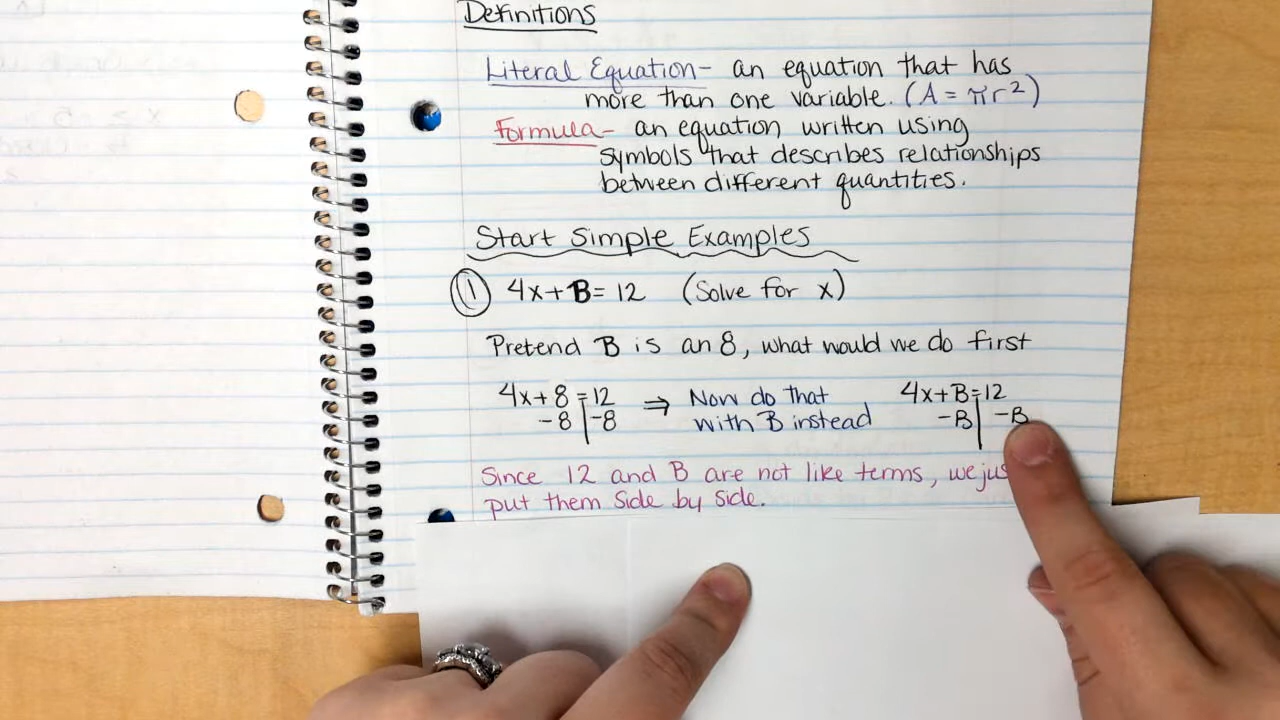 Definitions
Literal Equation- an equation that has
more than one variable. (A = πr²)
Formula- an equation written using
symbols that describes relationships
between different quantities.
Start Simple Examples
① 4x+B=12 (Solve for x)
Pretend B is an 8, what would we do first
4x+8=12 ⇒ Now do that 4x+B=12
-8 | -8 with B instead -B | -B
Since 12 and B are not like terms, we
put them side by side.